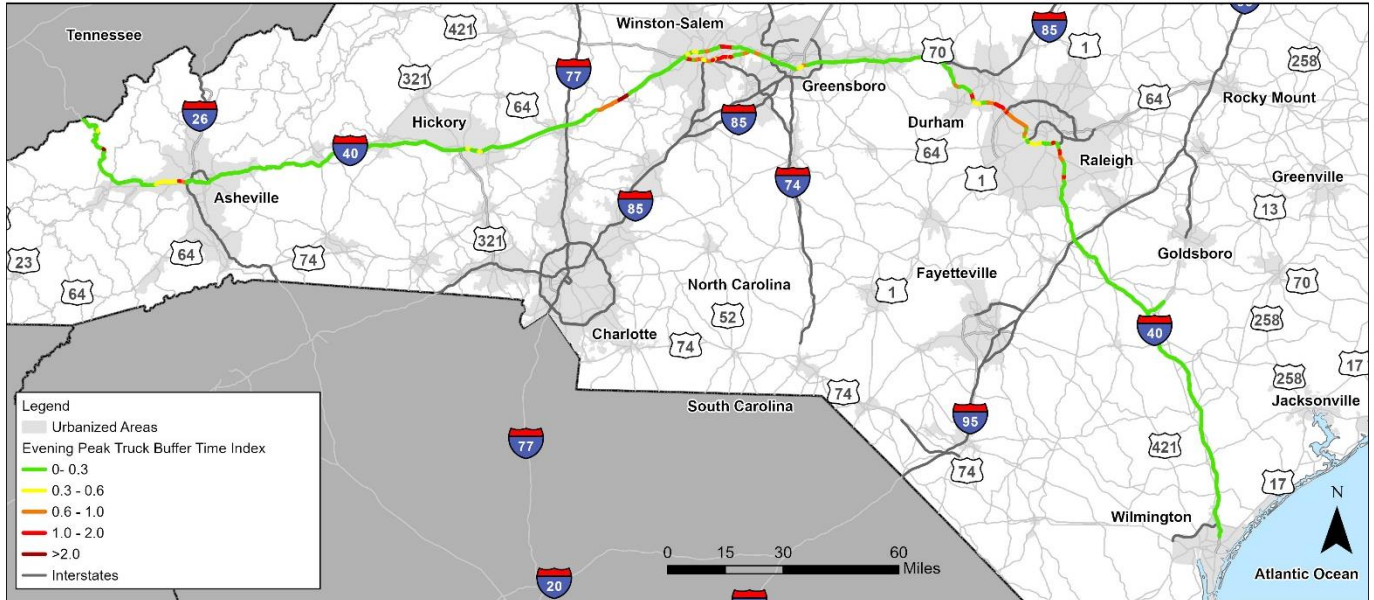 Tennessee
421
Winston-Salem
70
85
1
258
321
77
64
Greensboro
64
Rocky Mount
26
Hickory
85
Durham
40
64
Raleigh
1
74
Greenville
Asheville
85
13
321
23
64
74
Goldsboro
64
Fayetteville
70
North Carolina
1
52
258
40
Charlotte
74
17
258
Jacksonville
74
South Carolina
95
77
421
74
17
Wilmington
N
Atlantic Ocean
20
0 15 30 60
Miles
Legend
Urbanized Areas
Evening Peak Truck Buffer Time Index
0- 0.3
0.3 - 0.6
0.6 - 1.0
1.0 - 2.0
>2.0
Interstates